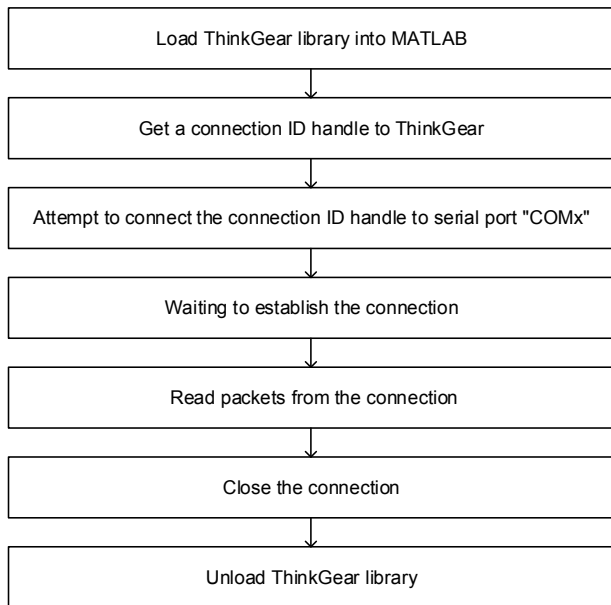 Load ThinkGear library into MATLAB
Get a connection ID handle to ThinkGear
Attempt to connect the connection ID handle to serial port "COMx"
Waiting to establish the connection
Read packets from the connection
Close the connection
Unload ThinkGear library